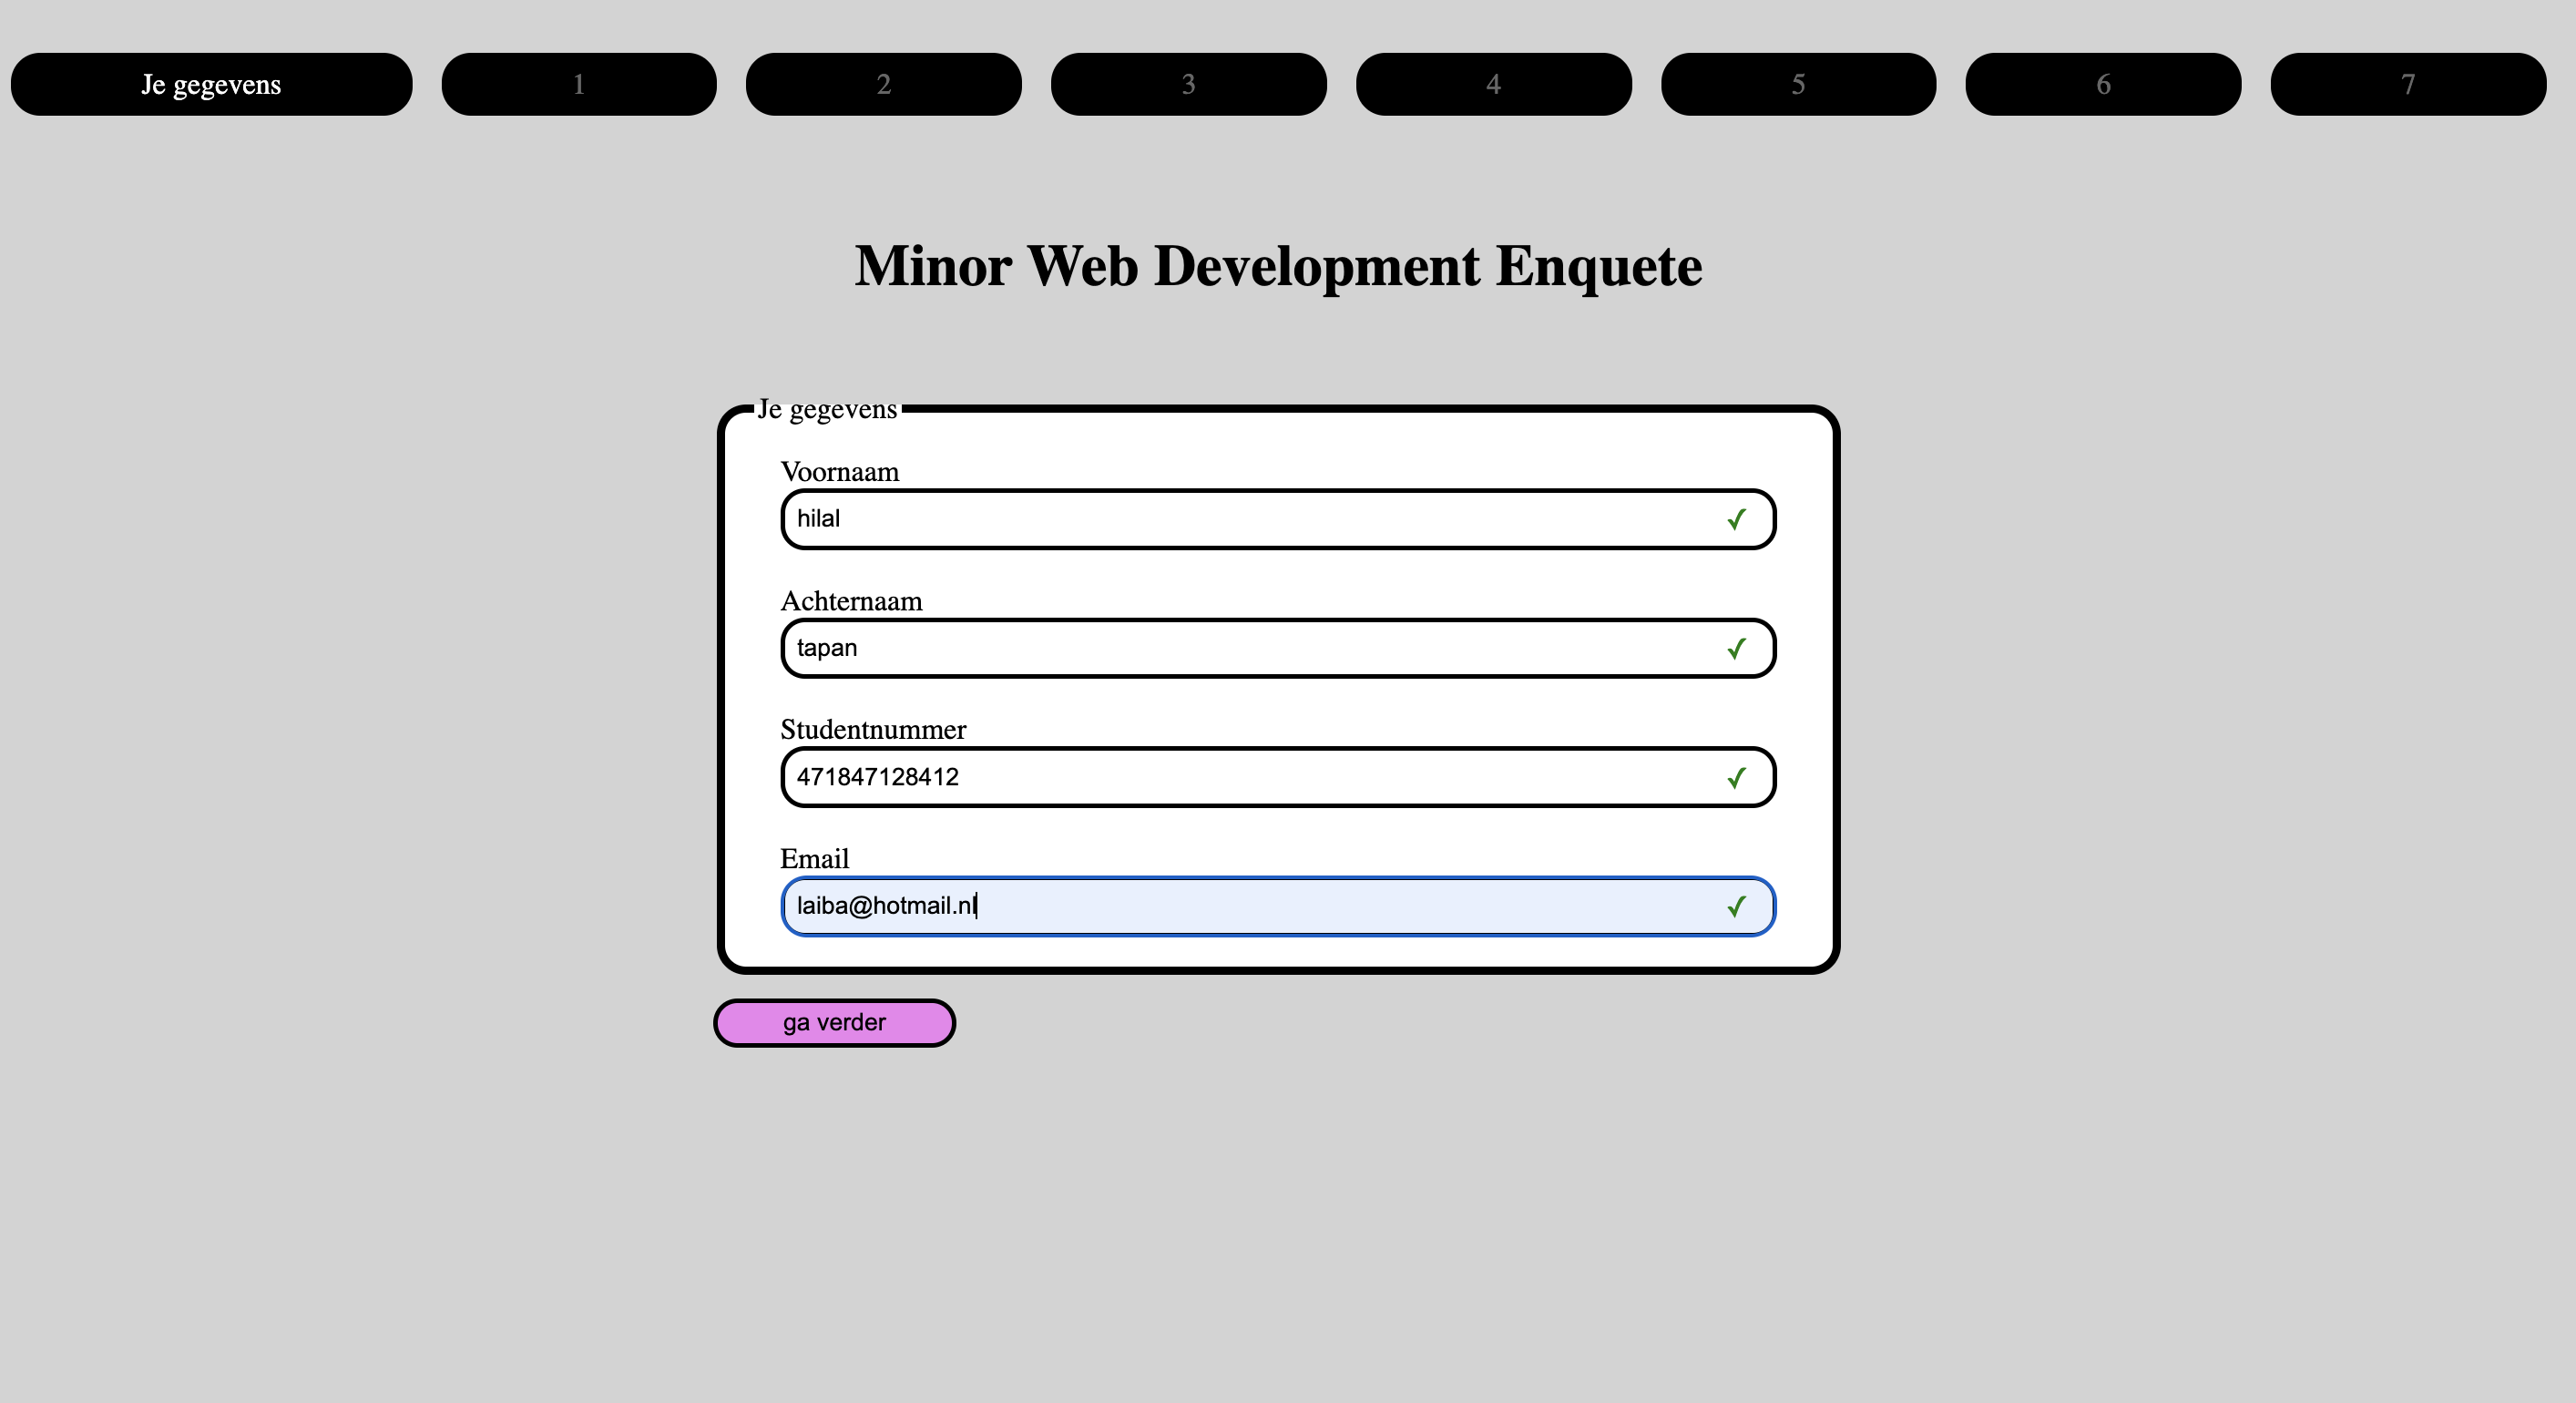 Je gegevens 1 2 3 4 5 6 7
Minor Web Development Enquete
Je gegevens
Voornaam
hilal ✓
Achternaam
tapan ✓
Studentnummer
471847128412 ✓
Email
laiba@hotmail.nl ✓
ga verder